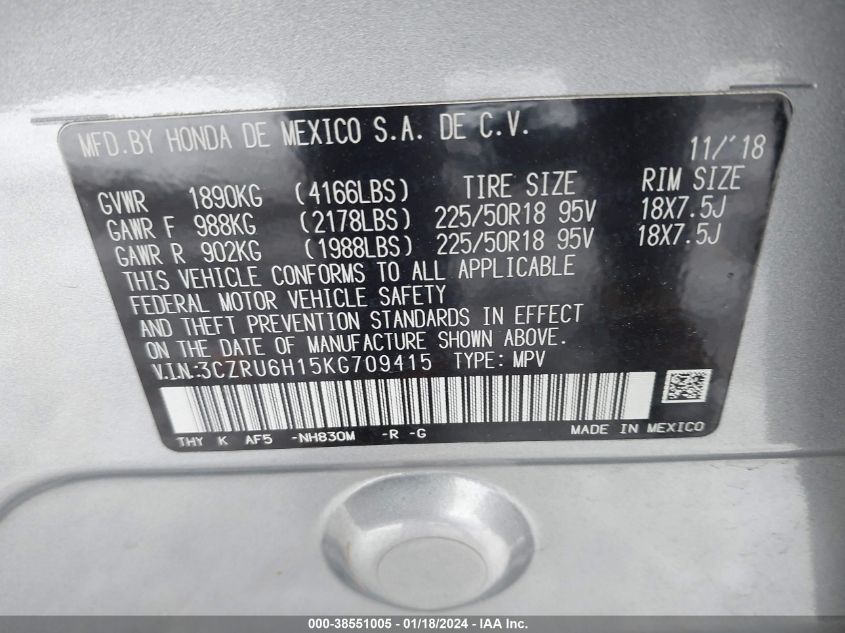 MFD.BY HONDA DE MEXICO S.A. DE C.V.
11/'18
GVWR 1890KG (4166LBS) TIRE SIZE RIM SIZE
GAWR F 988KG (2178LBS) 225/50R18 95V 18X7.5J
GAWR R 902KG (1988LBS) 225/50R18 95V 18X7.5J
THIS VEHICLE CONFORMS TO ALL APPLICABLE
FEDERAL MOTOR VEHICLE SAFETY
AND THEFT PREVENTION STANDARDS IN EFFECT
ON THE DATE OF MANUFACTURE SHOWN ABOVE.
V.I.N.:3CZRU6H15KG709415 TYPE: MPV
THY K AF5 -NH830M -R -G MADE IN MEXICO
000-38551005 - 01/18/2024 - IAA Inc.